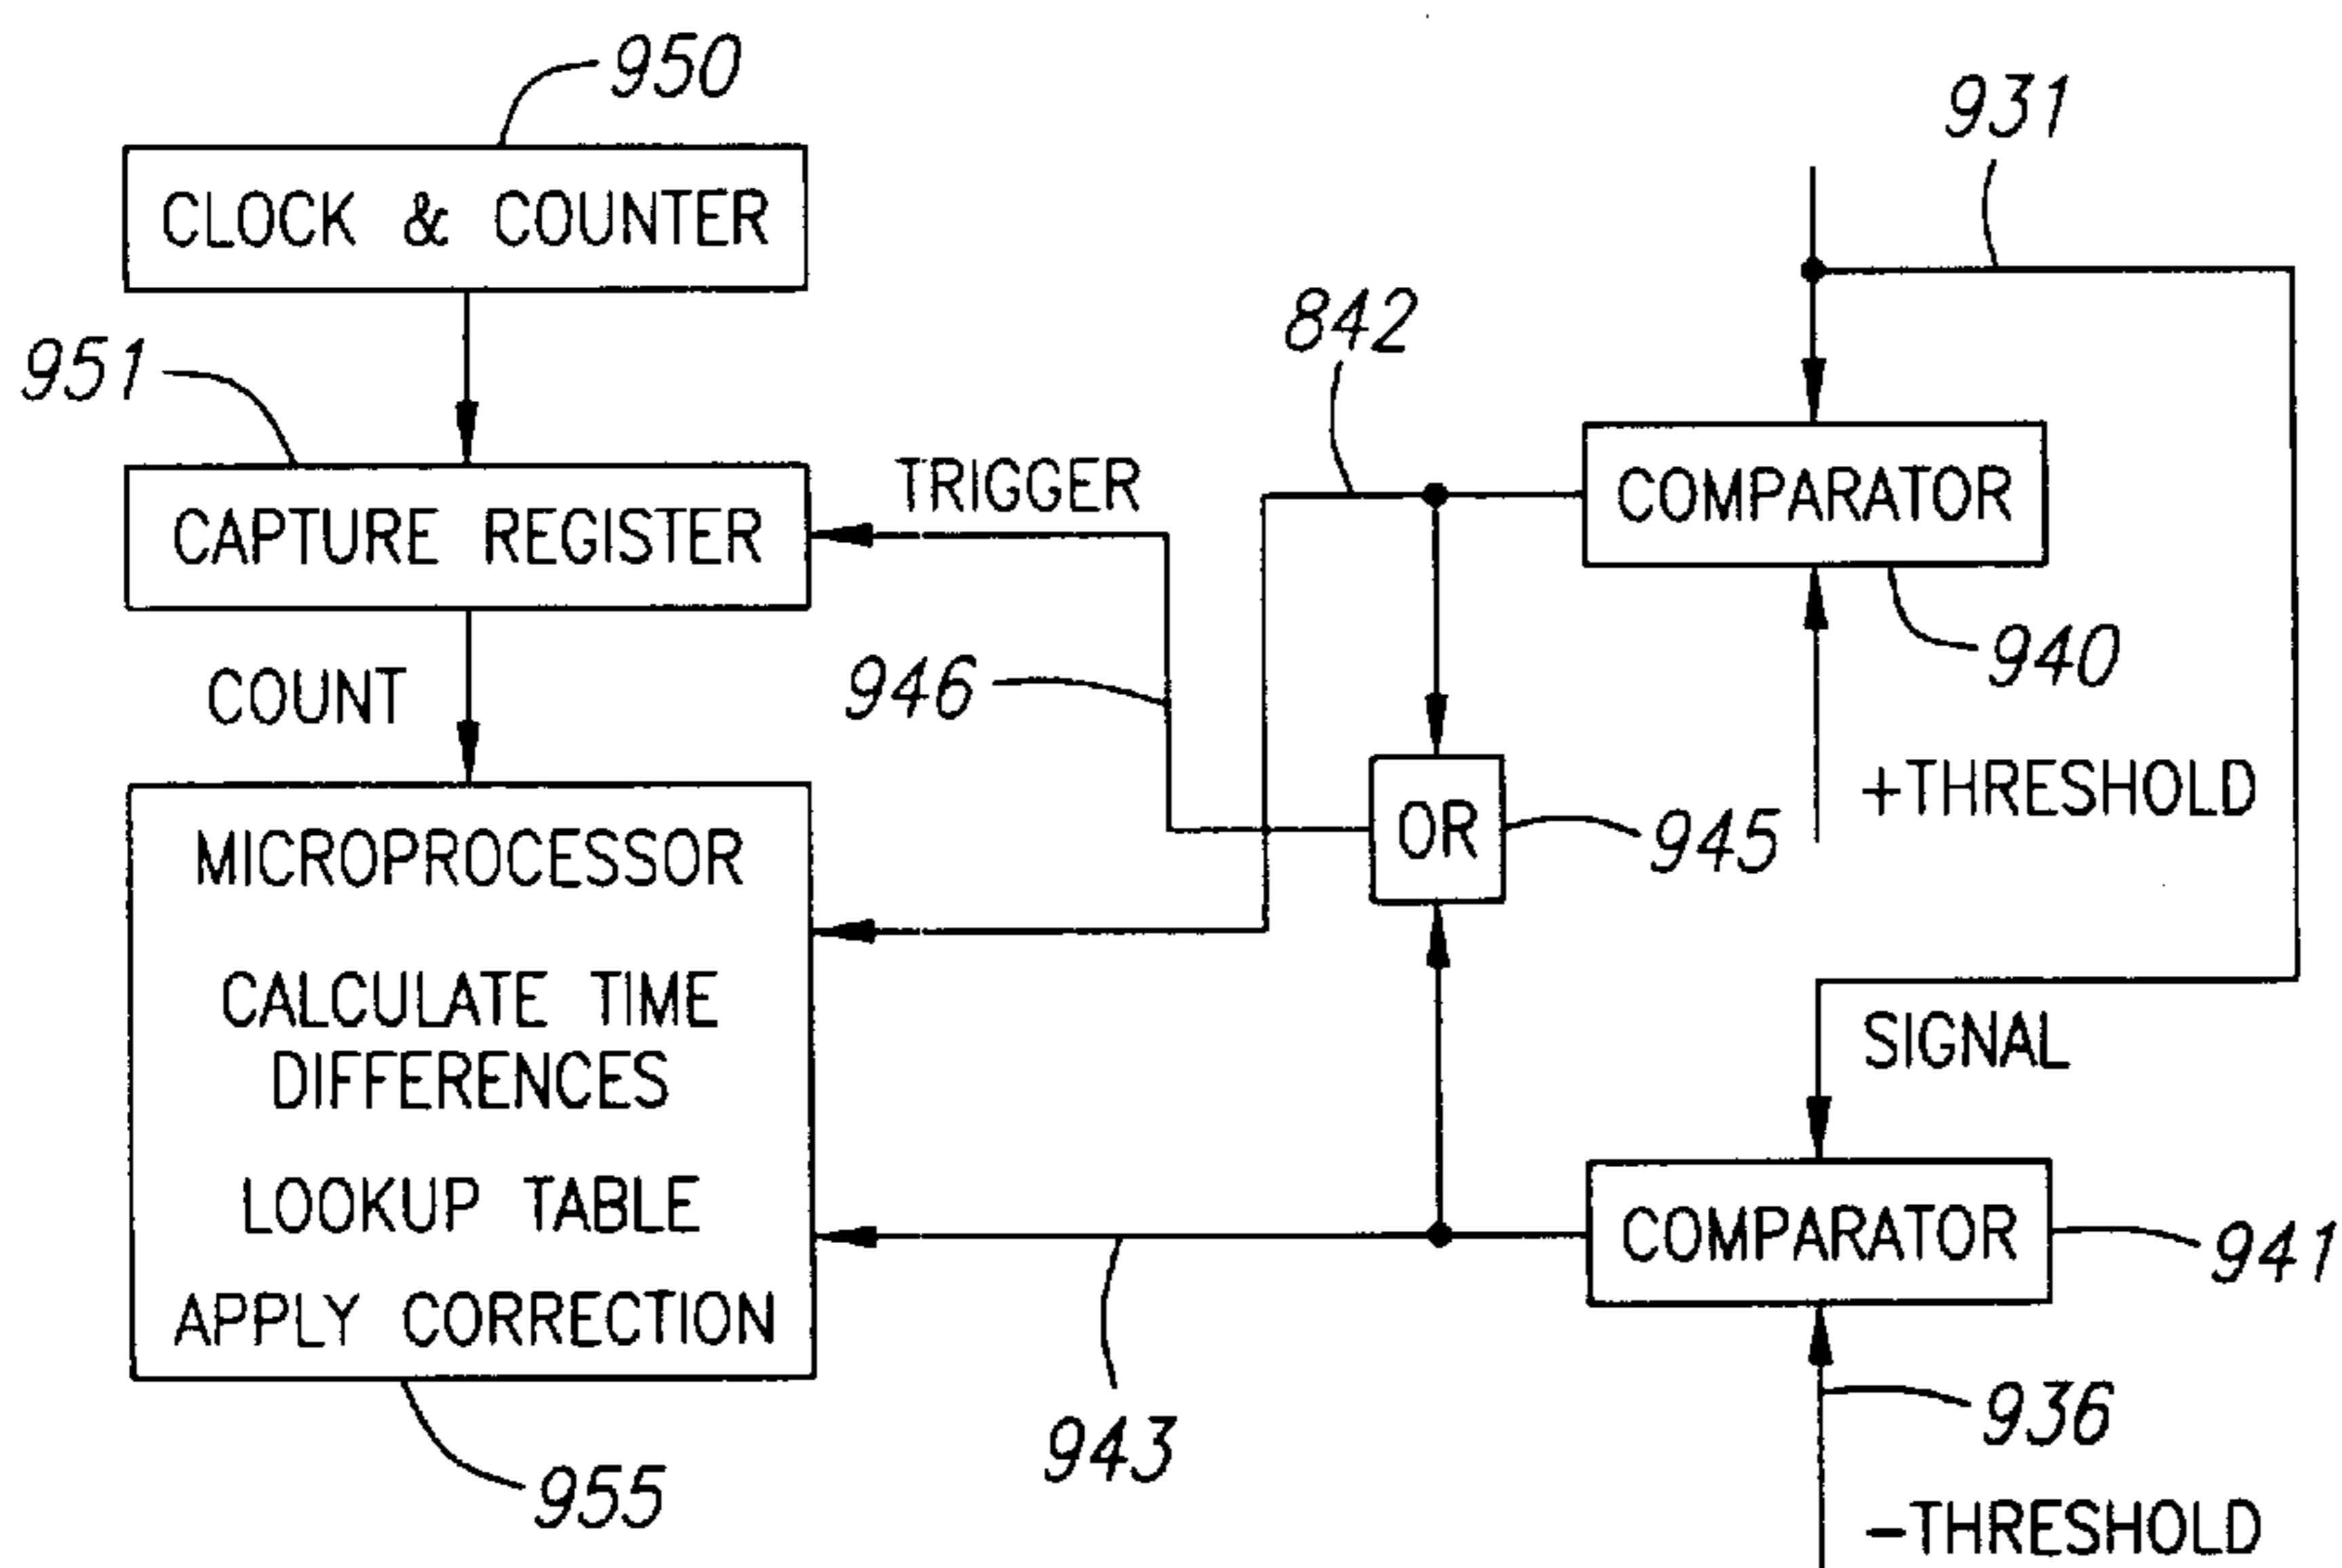 950
CLOCK & COUNTER
931
951
842
CAPTURE REGISTER
TRIGGER
COMPARATOR
940
COUNT
946
+THRESHOLD
OR
945
MICROPROCESSOR
CALCULATE TIME
DIFFERENCES
LOOKUP TABLE
APPLY CORRECTION
SIGNAL
COMPARATOR
941
943
936
955
-THRESHOLD